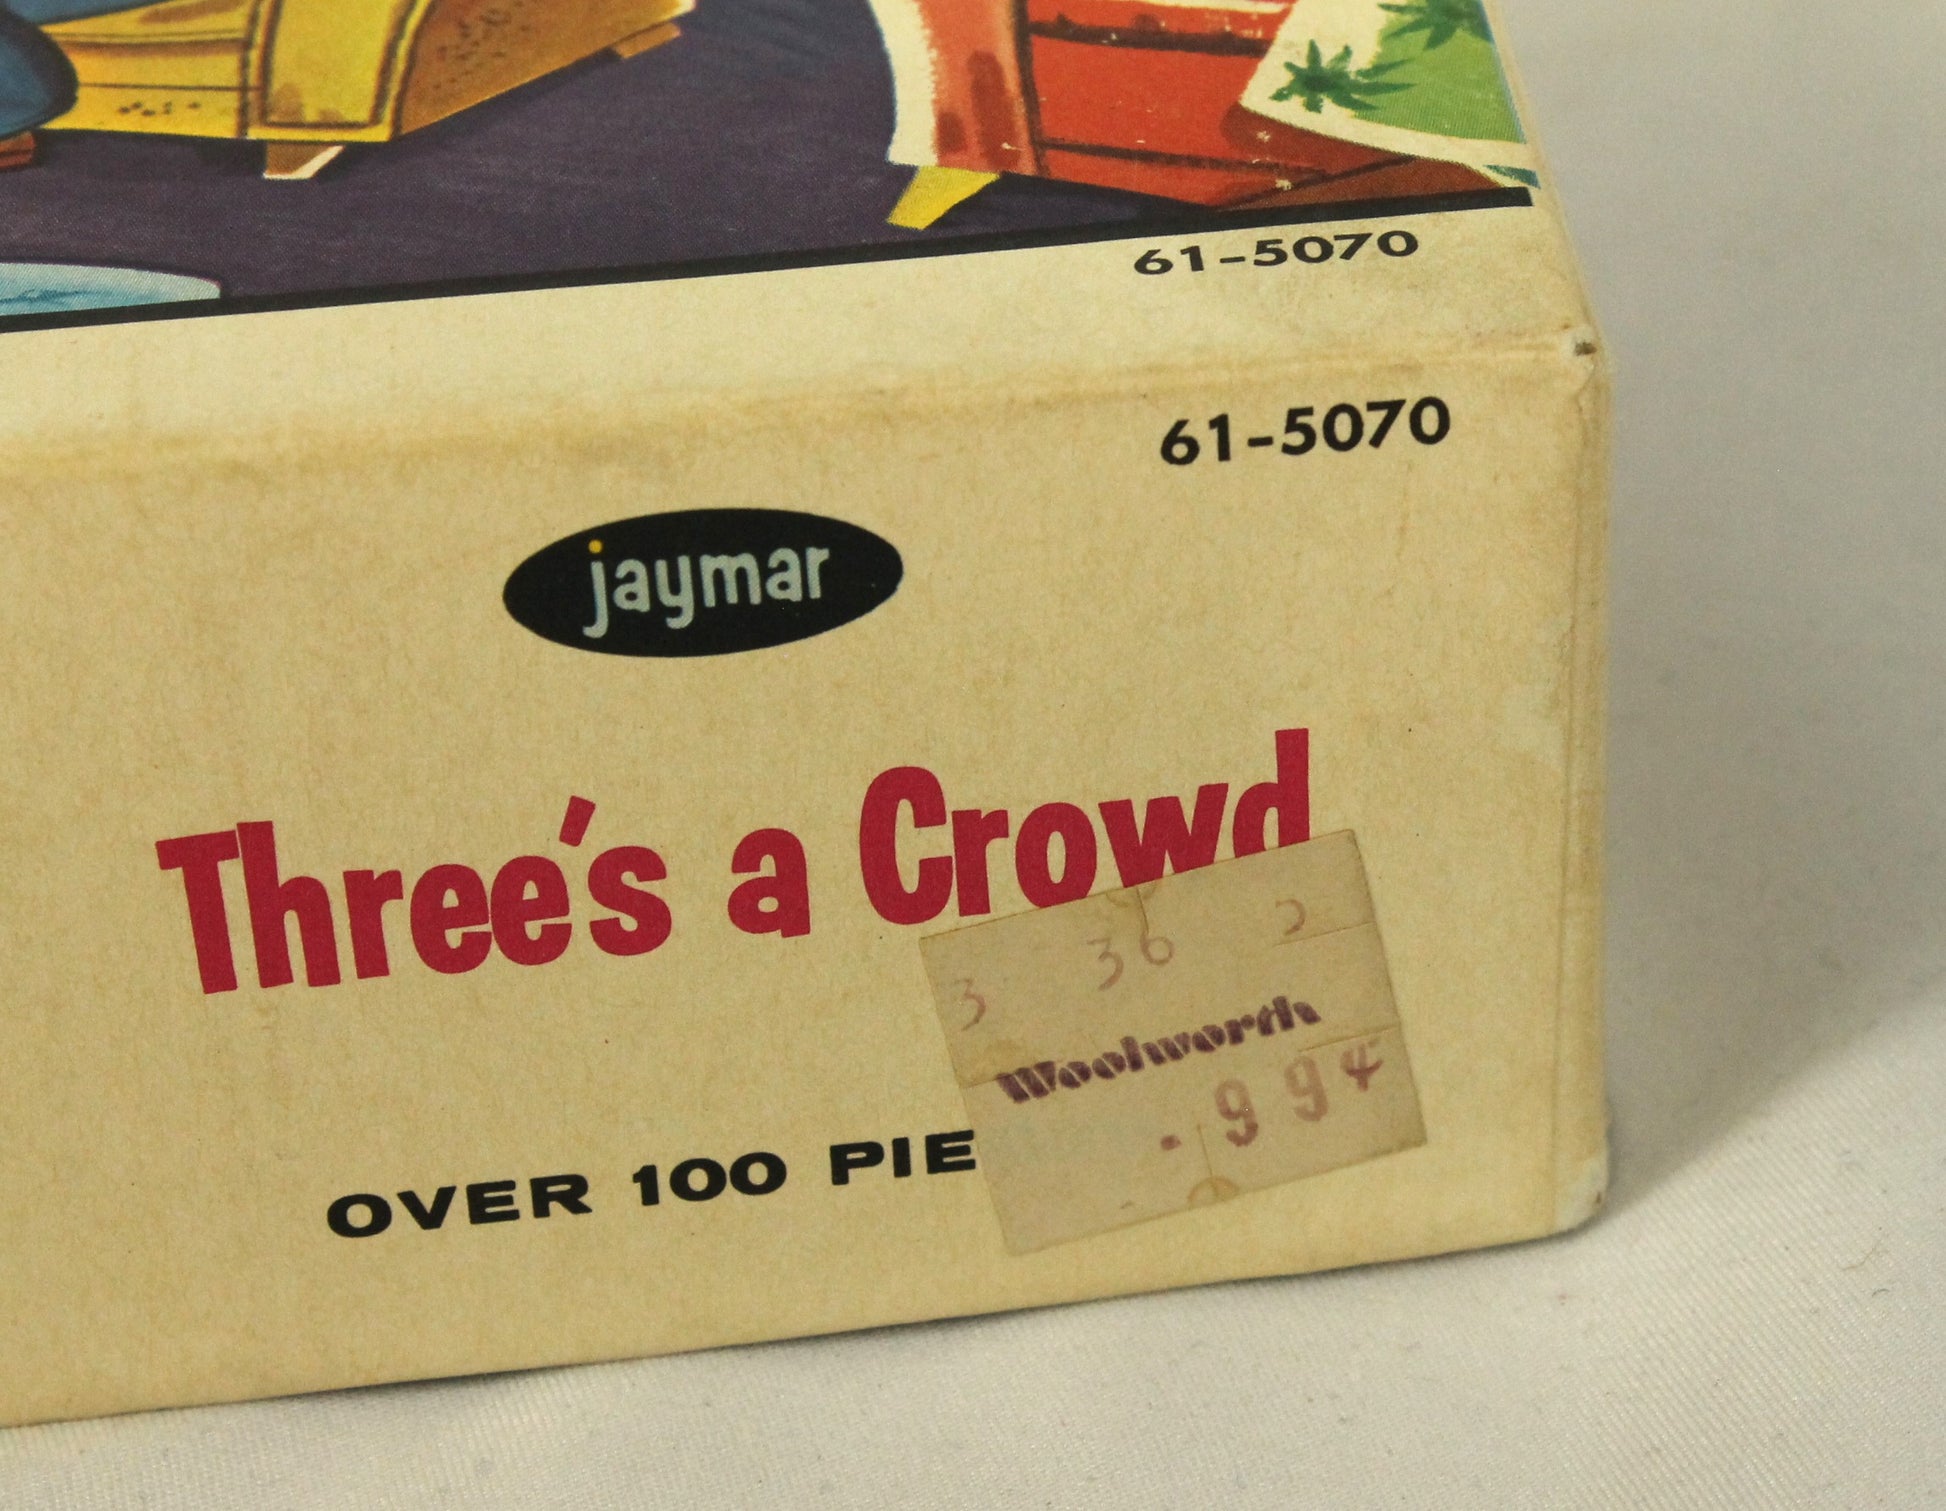 61-5070
61-5070
jaymar
Three's a Crowd
3 36 2
Woolworth
.99¢
OVER 100 PIE